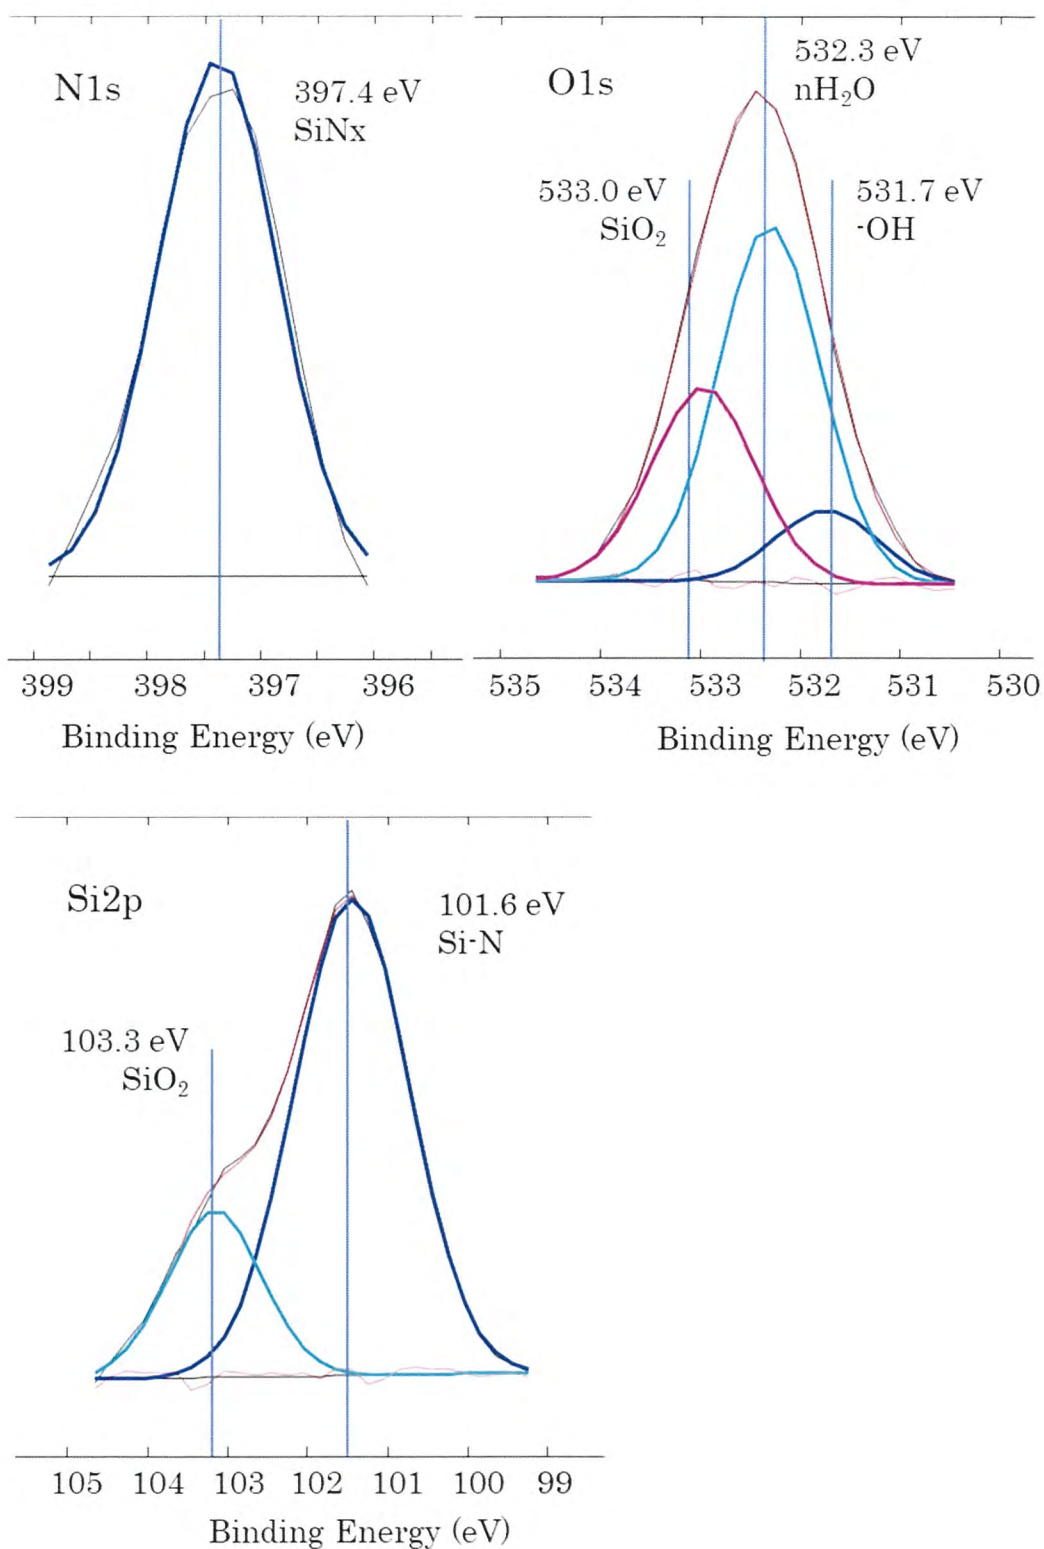 N1s
397.4 eV
SiNx
399 398 397 396
Binding Energy (eV)
O1s
532.3 eV
nH₂O
533.0 eV
SiO₂
531.7 eV
-OH
535 534 533 532 531 530
Binding Energy (eV)
Si2p
101.6 eV
Si-N
103.3 eV
SiO₂
105 104 103 102 101 100 99
Binding Energy (eV)